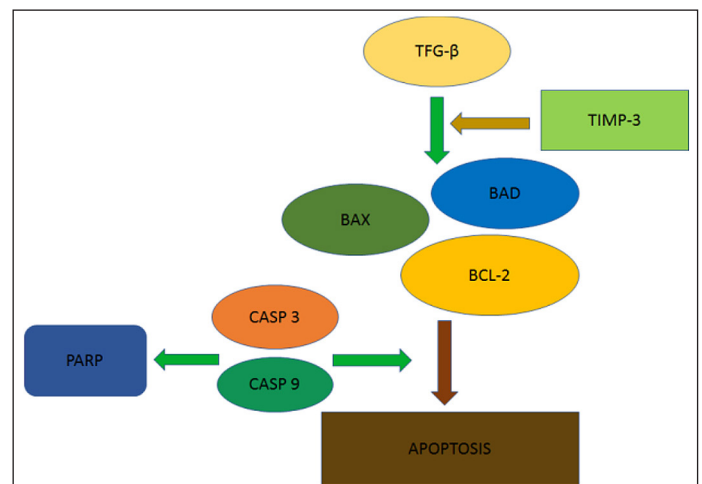 TFG-β
TIMP-3
BAD
BAX
BCL-2
CASP 3
PARP
CASP 9
APOPTOSIS